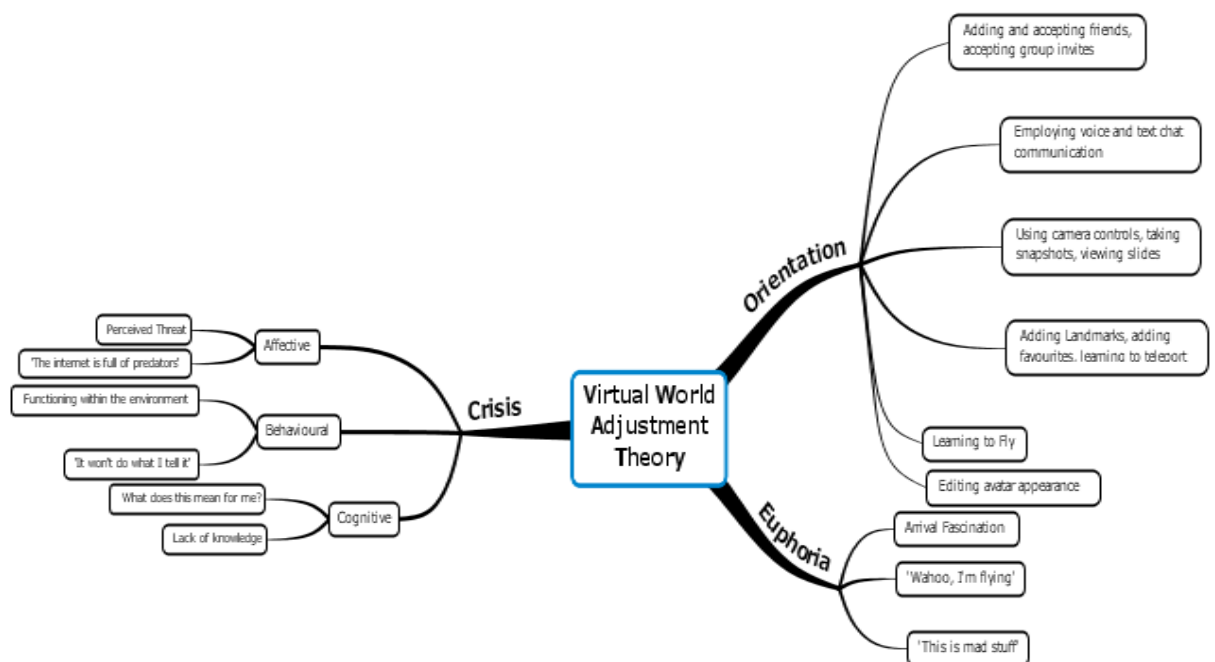 Adding and accepting friends,
accepting group invites
Employing voice and text chat
communication
Using camera controls, taking
snapshots, viewing slides
Orientation
Adding Landmarks, adding
favourites. learning to teleport
Learning to Fly
Editing avatar appearance
Virtual World
Adjustment
Theory
Euphoria
Arrival Fascination
'Wahoo, I'm flying'
'This is mad stuff'
Crisis
Affective
Perceived Threat
'The internet is full of predators'
Behavioural
Functioning within the environment
'It won't do what I tell it'
Cognitive
What does this mean for me?
Lack of knowledge